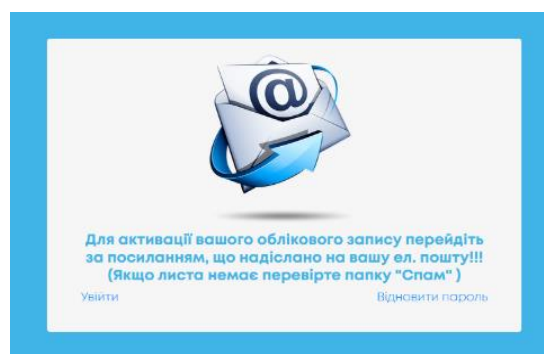 Для активації вашого облікового запису перейдіть
за посиланням, що надіслано на вашу ел. пошту!!!
(Якщо листа немає перевірте папку "Спам" )
Увійти
Відновити пароль